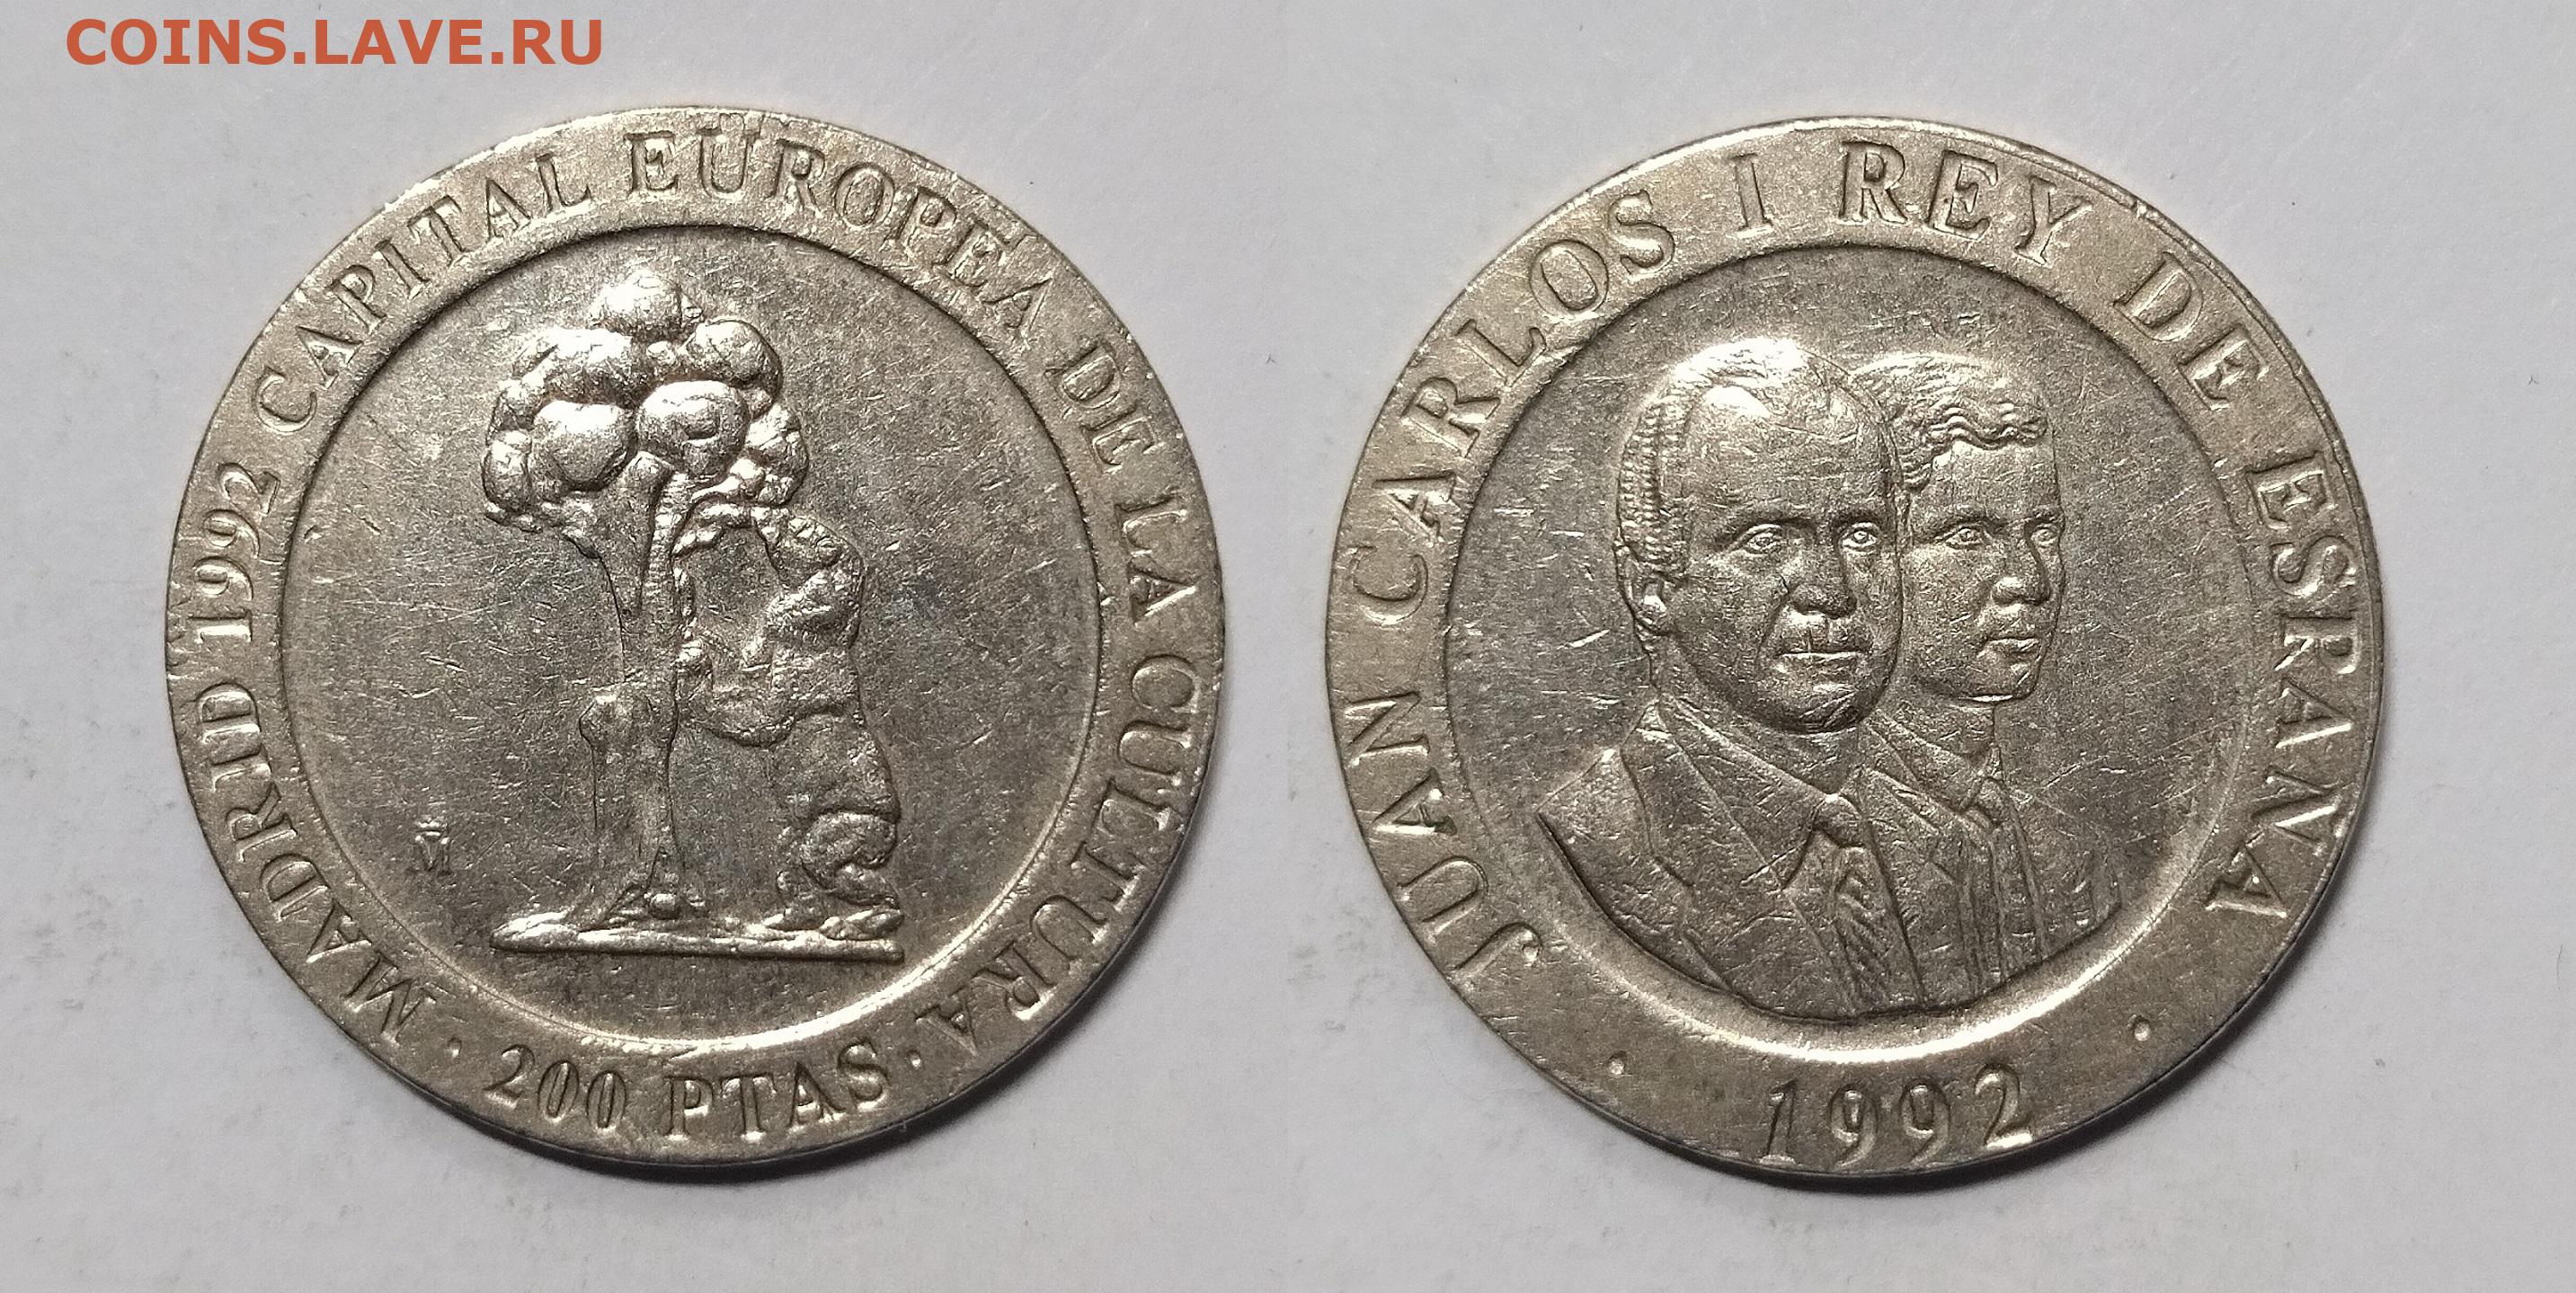 COINS.LAVE.RU
MADRID 1992 CAPITAL EUROPEA DE LA CULTURA
· 200 PTAS ·
M
JUAN CARLOS I REY DE ESPAÑA
· 1992 ·